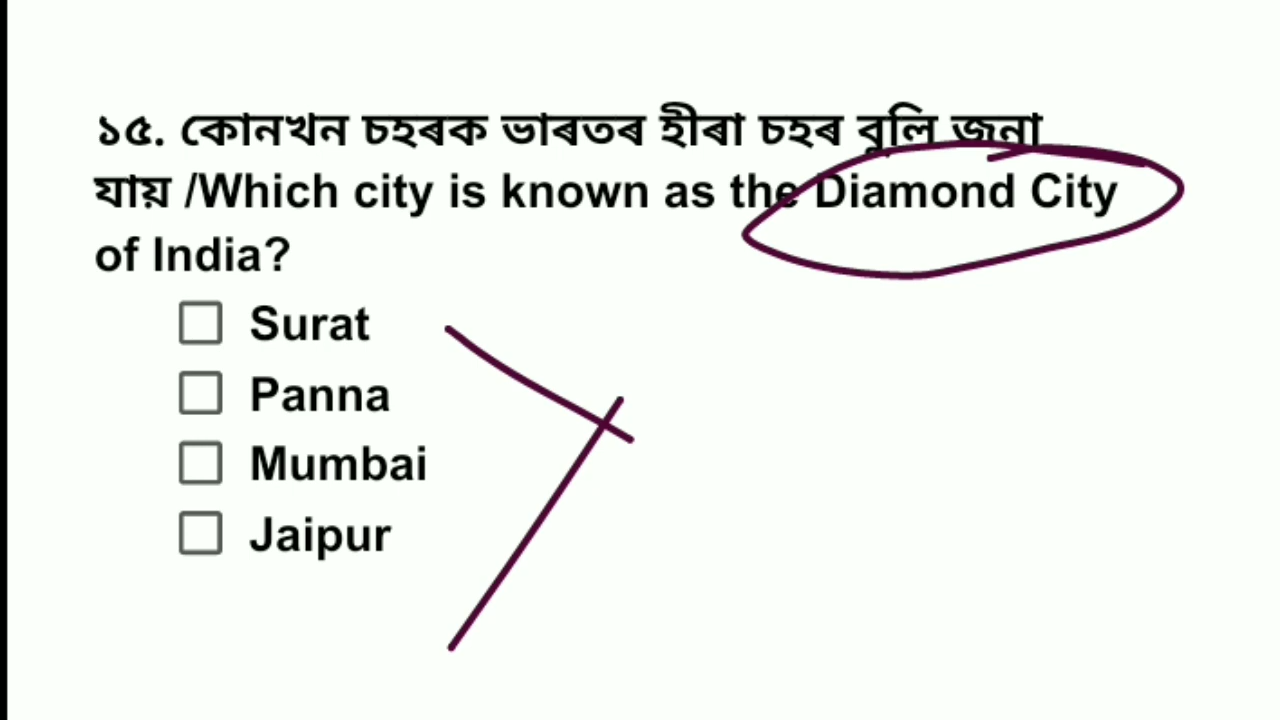 ১৫. কোনখন চহৰক ভাৰতৰ হীৰা চহৰ বুলি জনা
যায় /Which city is known as the Diamond City
of India?
Surat
Panna
Mumbai
Jaipur